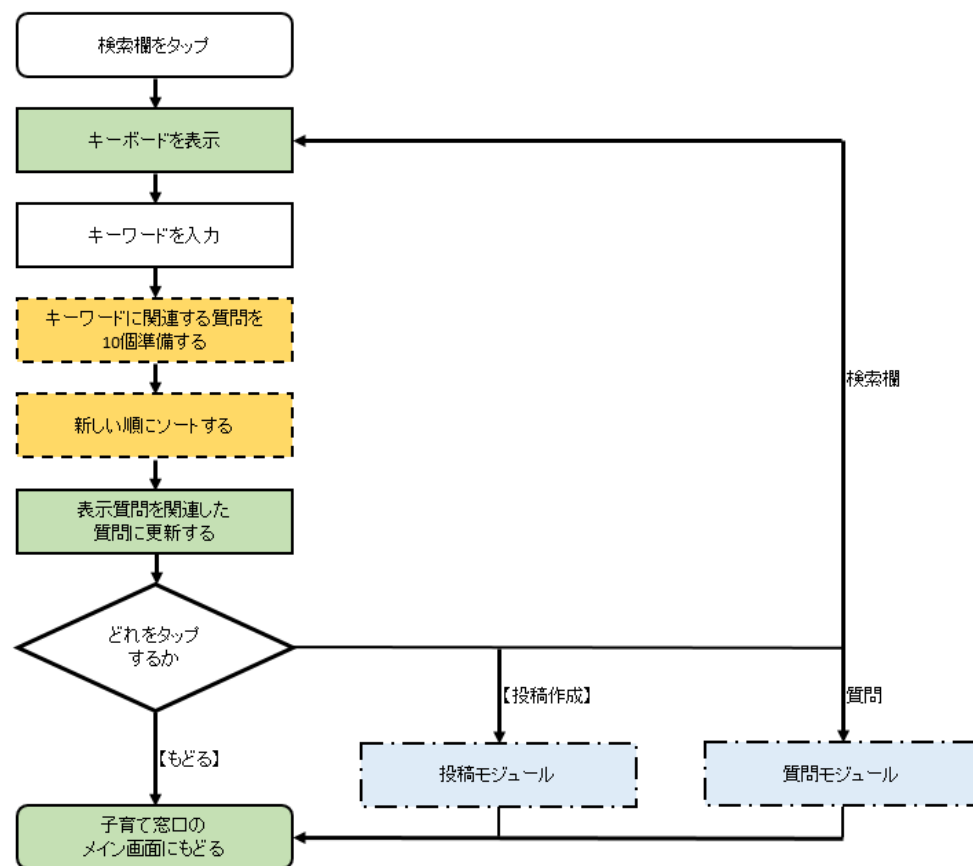 検索欄をタップ
キーボードを表示
キーワードを入力
キーワードに関連する質問を
10個準備する
検索欄
新しい順にソートする
表示質問を関連した
質問に更新する
どれをタップ
するか
【投稿作成】
質問
【もどる】
投稿モジュール
質問モジュール
子育て窓口の
メイン画面にもどる